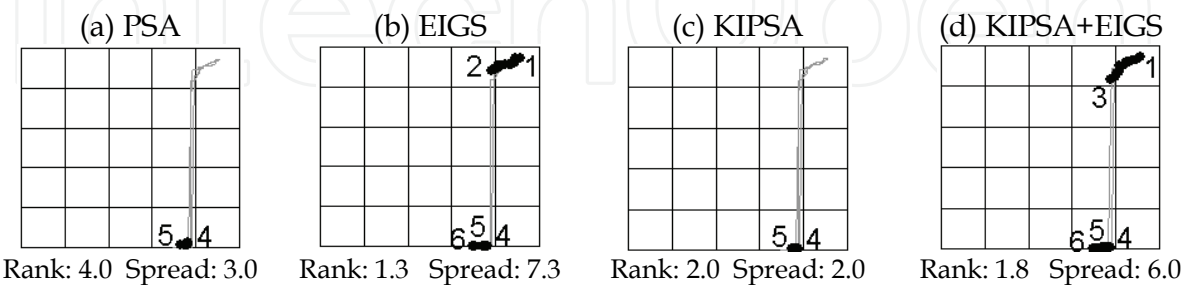 (a) PSA (b) EIGS (c) KIPSA (d) KIPSA+EIGS
2 1 1
3
5 4 6 5 4 5 4 6 5 4
Rank: 4.0 Spread: 3.0 Rank: 1.3 Spread: 7.3 Rank: 2.0 Spread: 2.0 Rank: 1.8 Spread: 6.0